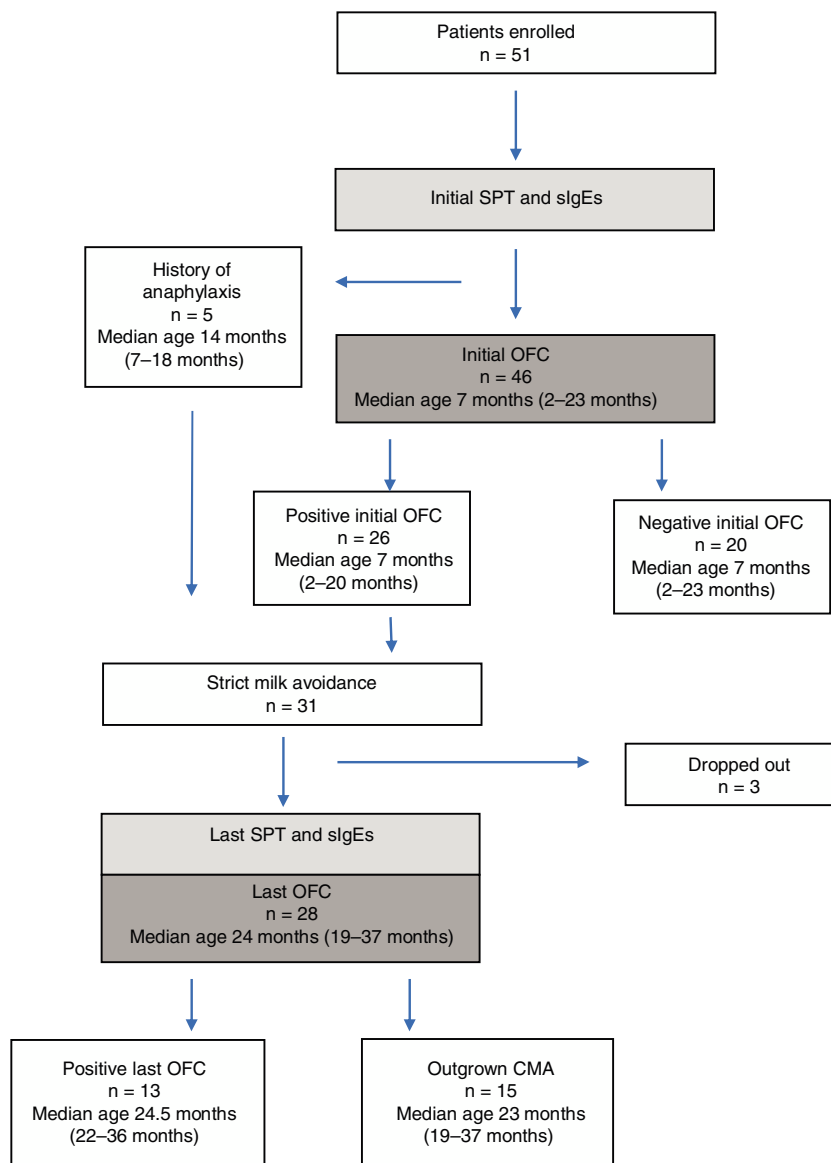 Patients enrolled
n = 51
Initial SPT and sIgEs
History of
anaphylaxis
n = 5
Median age 14 months
(7–18 months)
Initial OFC
n = 46
Median age 7 months (2–23 months)
Positive initial OFC
n = 26
Median age 7 months
(2–20 months)
Negative initial OFC
n = 20
Median age 7 months
(2–23 months)
Strict milk avoidance
n = 31
Dropped out
n = 3
Last SPT and sIgEs
Last OFC
n = 28
Median age 24 months (19–37 months)
Positive last OFC
n = 13
Median age 24.5 months
(22–36 months)
Outgrown CMA
n = 15
Median age 23 months
(19–37 months)